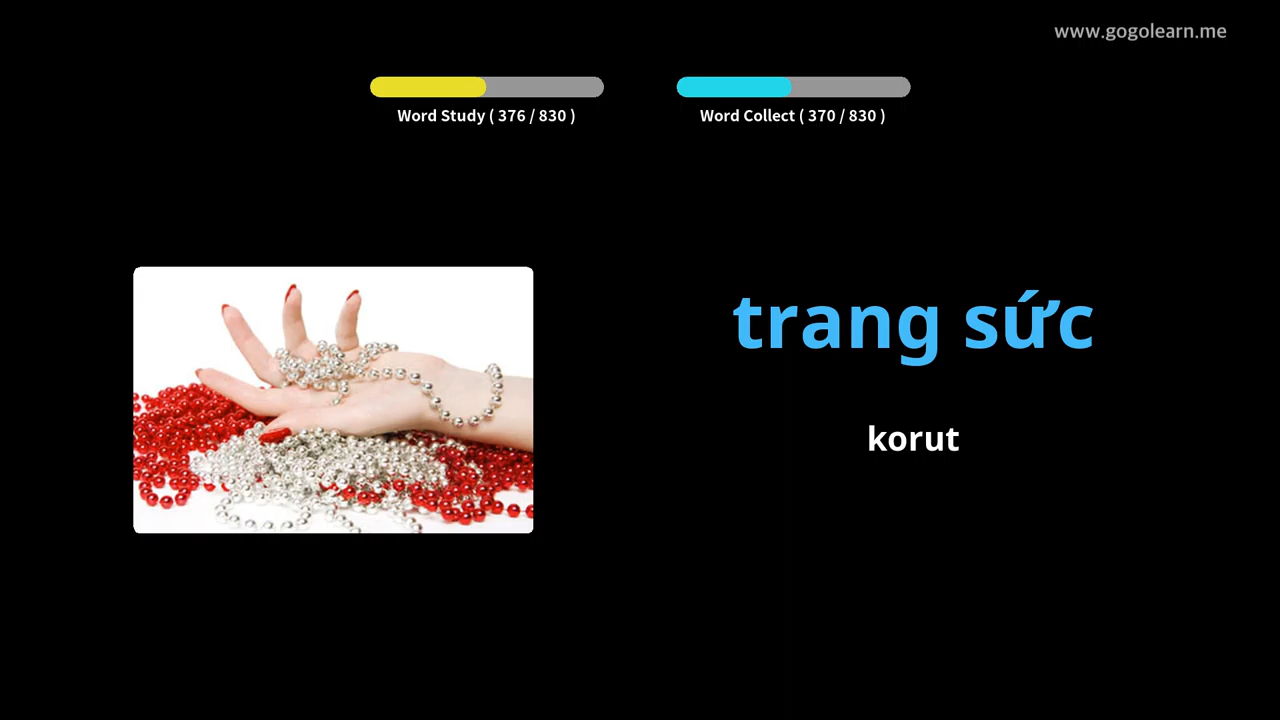 www.gogolearn.me
Word Study ( 376 / 830 )
Word Collect ( 370 / 830 )
trang sức
korut